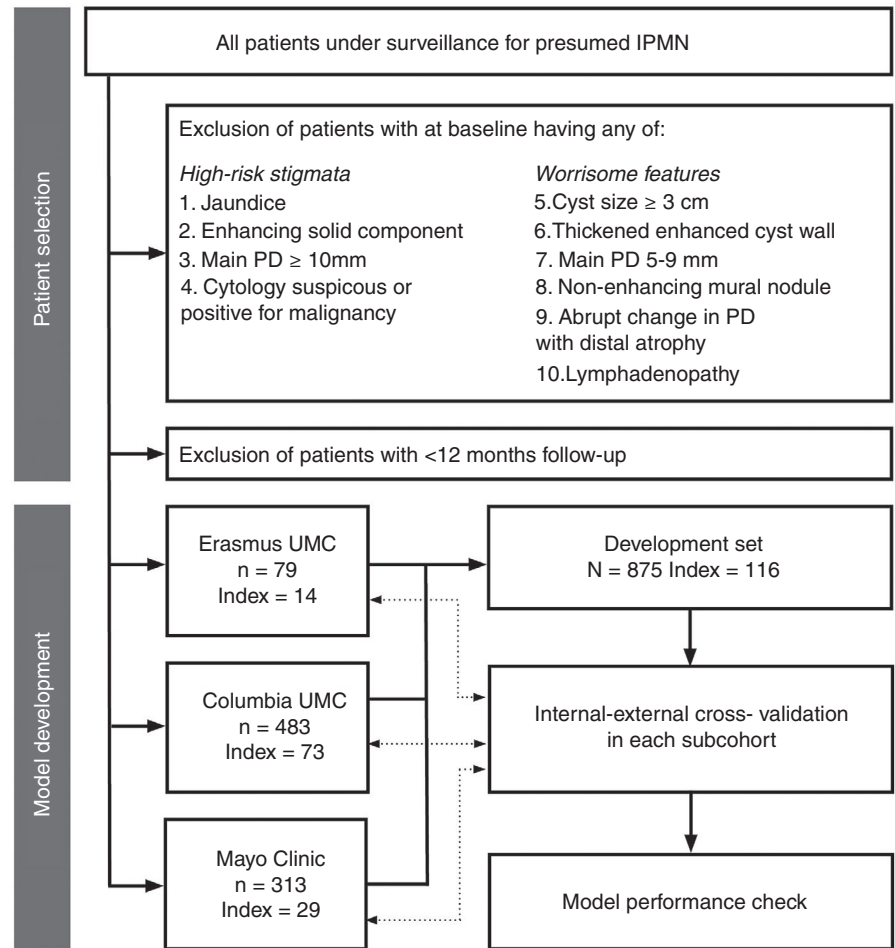 Patient selection
All patients under surveillance for presumed IPMN
Exclusion of patients with at baseline having any of:
High-risk stigmata
1. Jaundice
2. Enhancing solid component
3. Main PD ≥ 10mm
4. Cytology suspicous or
positive for malignancy
Worrisome features
5.Cyst size ≥ 3 cm
6.Thickened enhanced cyst wall
7. Main PD 5-9 mm
8. Non-enhancing mural nodule
9. Abrupt change in PD
with distal atrophy
10.Lymphadenopathy
Exclusion of patients with <12 months follow-up
Model development
Erasmus UMC
n = 79
Index = 14
Columbia UMC
n = 483
Index = 73
Mayo Clinic
n = 313
Index = 29
Development set
N = 875 Index = 116
Internal-external cross- validation
in each subcohort
Model performance check